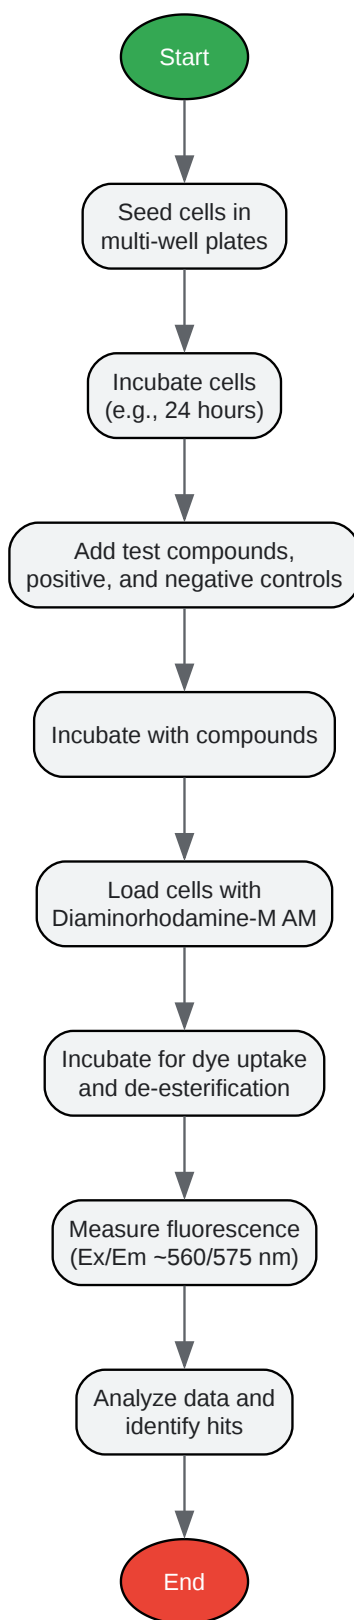 Start
Seed cells in
multi-well plates
Incubate cells
(e.g., 24 hours)
Add test compounds,
positive, and negative controls
Incubate with compounds
Load cells with
Diaminorhodamine-M AM
Incubate for dye uptake
and de-esterification
Measure fluorescence
(Ex/Em ~560/575 nm)
Analyze data and
identify hits
End